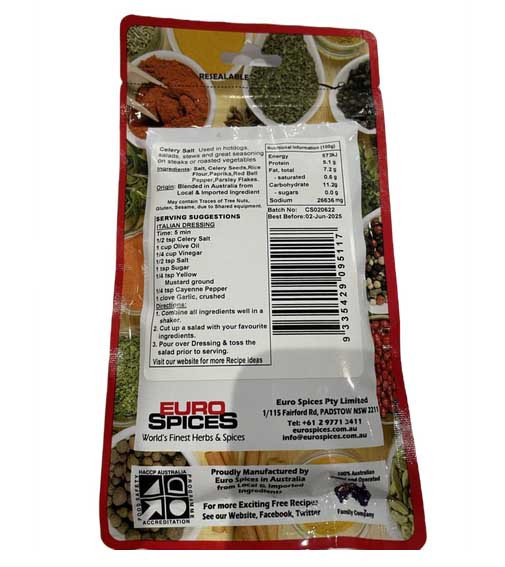 RESEALABLE
Celery Salt Used in hotdogs,
salads, stews and great seasoning
on steaks or roasted vegetables
Ingredients: Salt, Celery Seeds,Rice
Flour,Paprika,Red Bell
Pepper,Parsley Flakes.
Origin: Blended in Australia from
Local & Imported Ingredient
May contain Traces of Tree Nuts,
Gluten, Sesame, due to Shared equipment.
SERVING SUGGESTIONS
ITALIAN DRESSING
Time: 5 min
1/2 tsp Celery Salt
1 cup Olive Oil
1/4 cup Vinegar
1/2 tsp Salt
1 tsp Sugar
1/4 tsp Yellow
Mustard ground
1/4 tsp Cayenne Pepper
1 clove Garlic, crushed
Directions:
1. Combine all ingredients well in a
shaker.
2. Cut up a salad with your favourite
ingredients.
3. Pour over Dressing & toss the
salad prior to serving.
Visit our website for more Recipe ideas
Nutritional Information (100g)
Energy 573KJ
Protein 5.1 g
Fat, total 7.2 g
- saturated 0.6 g
Carbohydrate 11.2g
- sugars 0.0 g
Sodium 26636 mg
Batch No: CS020622
Best Before:02-Jun-2025
9 335429 095117
EURO
SPICES
World's Finest Herbs & Spices
Euro Spices Pty Limited
1/115 Fairford Rd, PADSTOW NSW 2211
Tel: +61 2 9771 3411
eurospices.com.au
info@eurospices.com.au
HACCP AUSTRALIA
FOOD SAFETY
PROGRAMME
ACCREDITATION
Proudly Manufactured by
Euro Spices in Australia
from Local & Imported
Ingredients
For more Exciting Free Recipes
See our Website, Facebook, Twitter
100% Australian
and Operated
Family Company